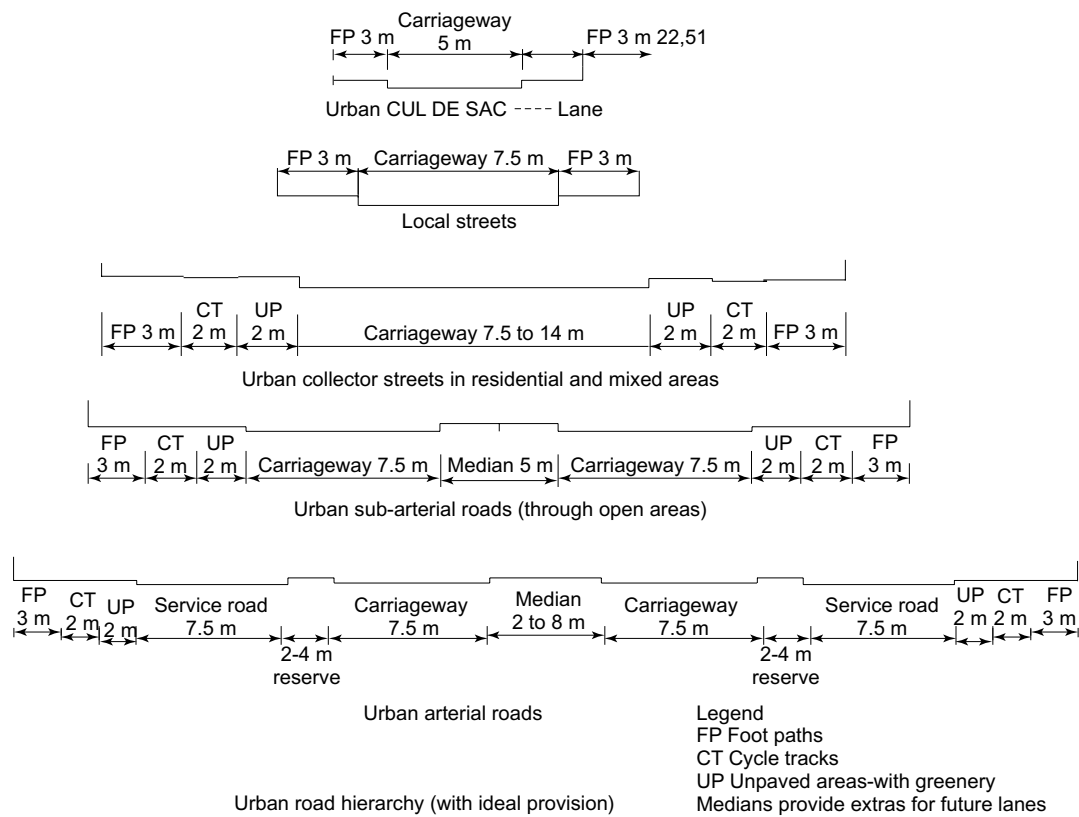 Carriageway
FP 3 m 5 m FP 3 m 22,51
Urban CUL DE SAC ---- Lane
FP 3 m Carriageway 7.5 m FP 3 m
Local streets
CT UP UP CT
FP 3 m 2 m 2 m Carriageway 7.5 to 14 m 2 m 2 m FP 3 m
Urban collector streets in residential and mixed areas
FP CT UP UP CT FP
3 m 2 m 2 m Carriageway 7.5 m Median 5 m Carriageway 7.5 m 2 m 2 m 3 m
Urban sub-arterial roads (through open areas)
FP CT UP Service road Carriageway Median Carriageway Service road UP CT FP
3 m 2 m 2 m 7.5 m 7.5 m 2 to 8 m 7.5 m 7.5 m 2 m 2 m 3 m
2-4 m 2-4 m
reserve reserve
Urban arterial roads
Legend
FP Foot paths
CT Cycle tracks
UP Unpaved areas-with greenery
Medians provide extras for future lanes
Urban road hierarchy (with ideal provision)